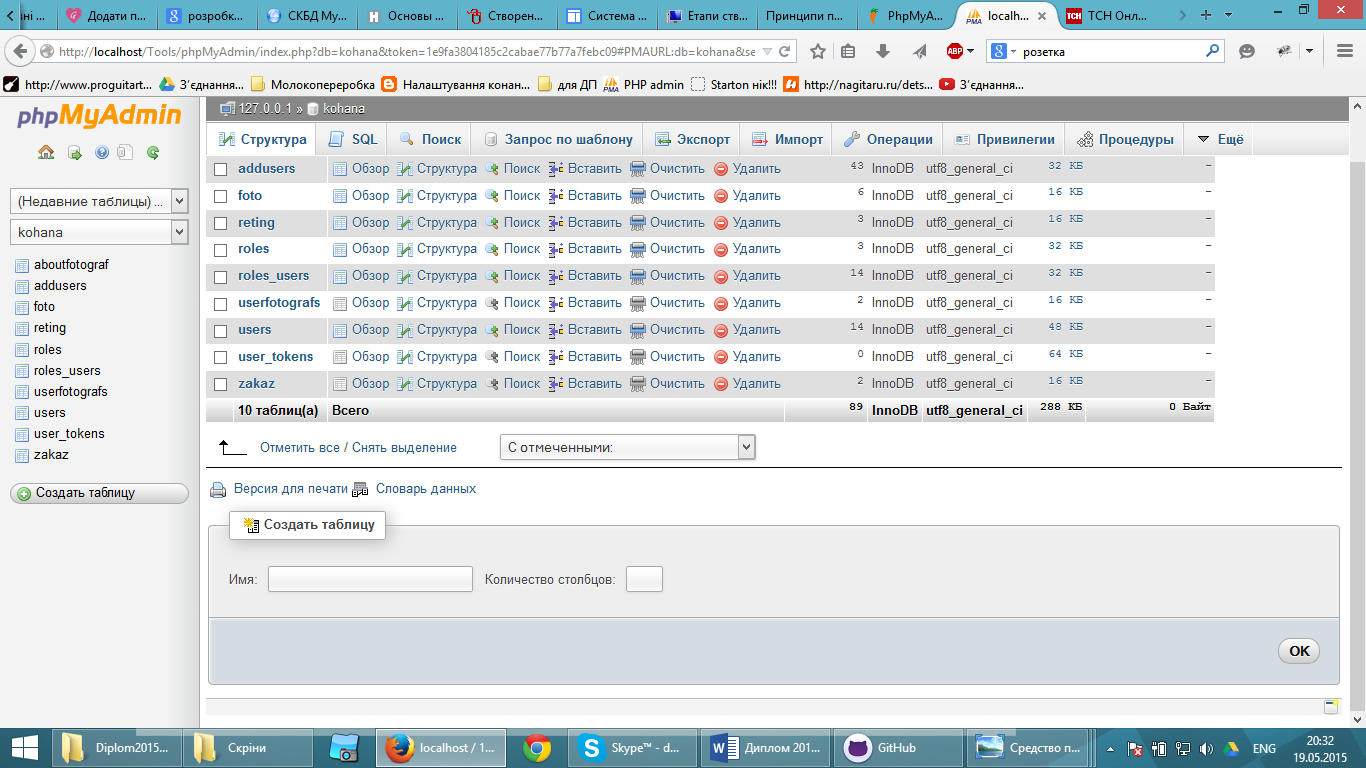 ні ...
Додати п...
розробк...
СКБД Му...
Основы ...
Створен...
Система ...
Етапи ств...
Принципи п...
PhpMyA...
localh...
ТСН Онл...
http://localhost/Tools/phpMyAdmin/index.php?db=kohana&token=1e9fa3804185c2cabae77b77a7febc09#PMAURL:db=kohana&se
розетка
http://www.proguitart...
З'єднання...
Молокопереробка
Налаштування конан...
для ДП
PHP admin
Starton нік!!!
http://nagitaru.ru/dets...
З'єднання...
phpMyAdmin
127.0.0.1 » kohana
Структура SQL Поиск Запрос по шаблону Экспорт Импорт Операции Привилегии Процедуры Ещё
(Недавние таблицы) ...
kohana
aboutfotograf
addusers
foto
reting
roles
roles_users
userfotografs
users
user_tokens
zakaz
Создать таблицу
addusers Обзор Структура Поиск Вставить Очистить Удалить 43 InnoDB utf8_general_ci 32 КБ -
foto Обзор Структура Поиск Вставить Очистить Удалить 6 InnoDB utf8_general_ci 16 КБ -
reting Обзор Структура Поиск Вставить Очистить Удалить 3 InnoDB utf8_general_ci 16 КБ -
roles Обзор Структура Поиск Вставить Очистить Удалить 3 InnoDB utf8_general_ci 32 КБ -
roles_users Обзор Структура Поиск Вставить Очистить Удалить 14 InnoDB utf8_general_ci 32 КБ -
userfotografs Обзор Структура Поиск Вставить Очистить Удалить 2 InnoDB utf8_general_ci 16 КБ -
users Обзор Структура Поиск Вставить Очистить Удалить 14 InnoDB utf8_general_ci 48 КБ -
user_tokens Обзор Структура Поиск Вставить Очистить Удалить 0 InnoDB utf8_general_ci 64 КБ -
zakaz Обзор Структура Поиск Вставить Очистить Удалить 2 InnoDB utf8_general_ci 16 КБ -
10 таблиц(а) Всего 89 InnoDB utf8_general_ci 288 КБ 0 Байт
Отметить все / Снять выделение С отмеченными:
Версия для печати Словарь данных
Создать таблицу
Имя: Количество столбцов:
OK
Diplom2015...
Скріни
localhost / 1...
Skype™ - d...
Диплом 201...
GitHub
Средство п...
ENG
20:32
19.05.2015